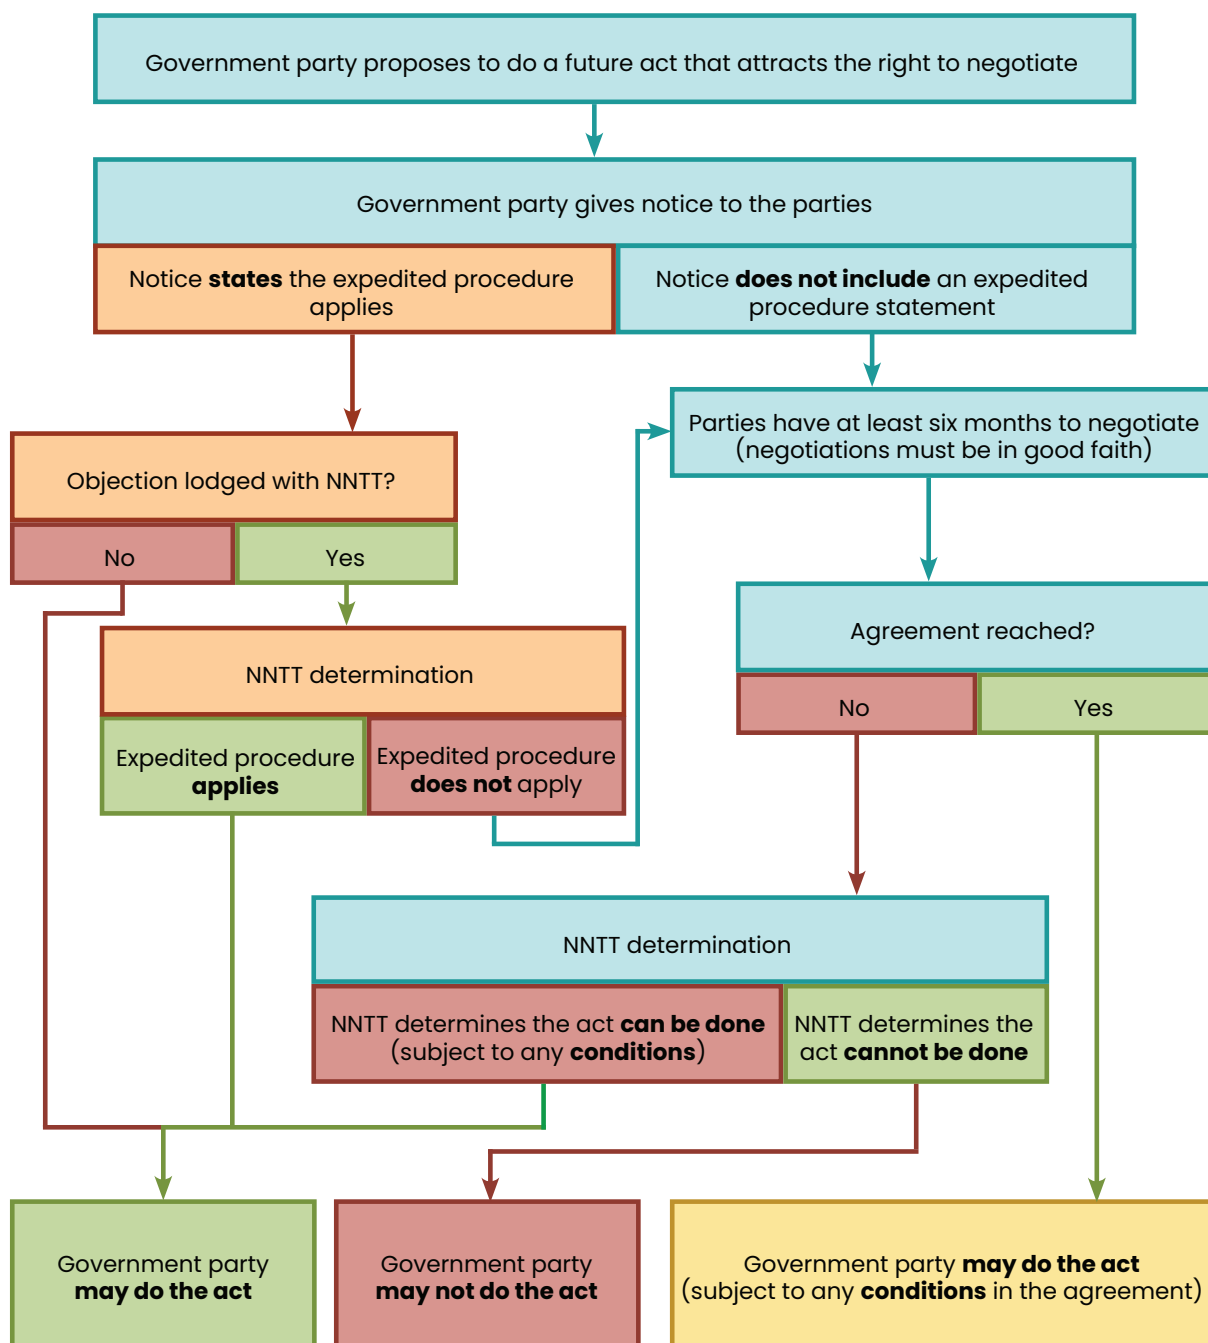 Government party proposes to do a future act that attracts the right to negotiate
Government party gives notice to the parties
Notice states the expedited procedure
applies
Notice does not include an expedited
procedure statement
Parties have at least six months to negotiate
(negotiations must be in good faith)
Objection lodged with NNTT?
No
Yes
Agreement reached?
No
Yes
NNTT determination
Expedited procedure
applies
Expedited procedure
does not apply
NNTT determination
NNTT determines the act can be done
(subject to any conditions)
NNTT determines the
act cannot be done
Government party
may do the act
Government party
may not do the act
Government party may do the act
(subject to any conditions in the agreement)